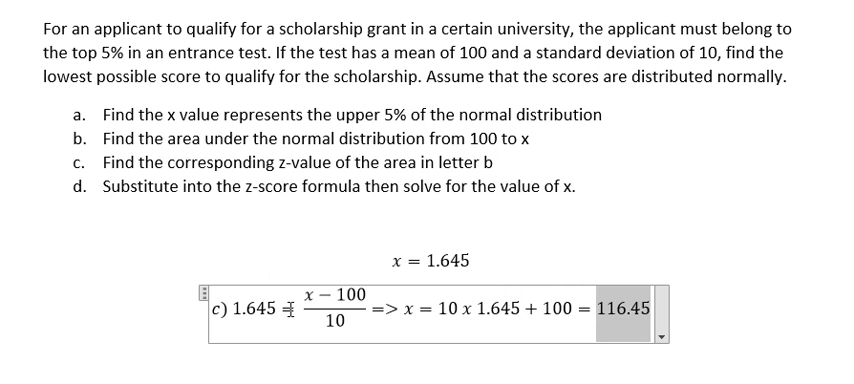 For an applicant to qualify for a scholarship grant in a certain university, the applicant must belong to
the top 5% in an entrance test. If the test has a mean of 100 and a standard deviation of 10, find the
lowest possible score to qualify for the scholarship. Assume that the scores are distributed normally.
a. Find the x value represents the upper 5% of the normal distribution
b. Find the area under the normal distribution from 100 to x
c. Find the corresponding z-value of the area in letter b
d. Substitute into the z-score formula then solve for the value of x.
x = 1.645
c) 1.645 = (x − 100)/10 => x = 10 x 1.645 + 100 = 116.45